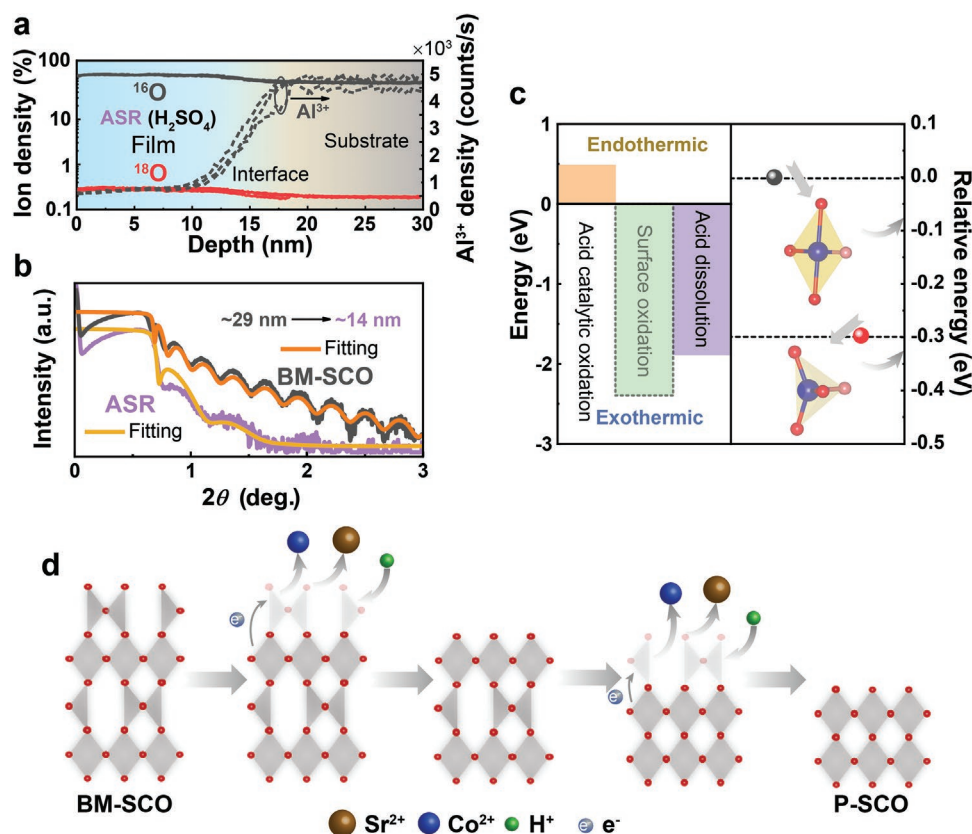 a
×10³
Ion density (%)
100
10
1
0.1
¹⁶O
ASR (H₂SO₄)
Film
¹⁸O
Al³⁺
Interface
Substrate
5
4
3
2
1
0
Al³⁺ density (counts/s)
0 5 10 15 20 25 30
Depth (nm)
b
Intensity (a.u.)
~29 nm ~14 nm
Fitting
BM-SCO
ASR
Fitting
0 1 2 3
2θ (deg.)
c
Energy (eV)
1
0
-1
-2
-3
Endothermic
Acid catalytic oxidation
Surface oxidation
Acid dissolution
Exothermic
0.1
0.0
-0.1
-0.2
-0.3
-0.4
-0.5
Relative energy (eV)
d
e⁻
e⁻
BM-SCO
P-SCO
Sr²⁺ Co²⁺ H⁺ e⁻ e⁻